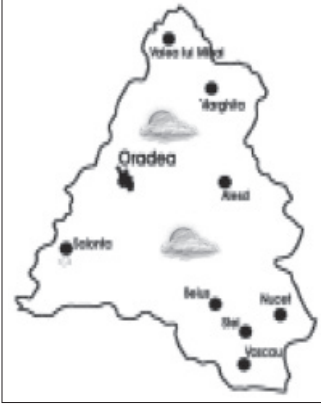 Valea lui Mihai
Marghita
Oradea
Alesd
Salonta
Beius
Nucet
Stei
Vascau